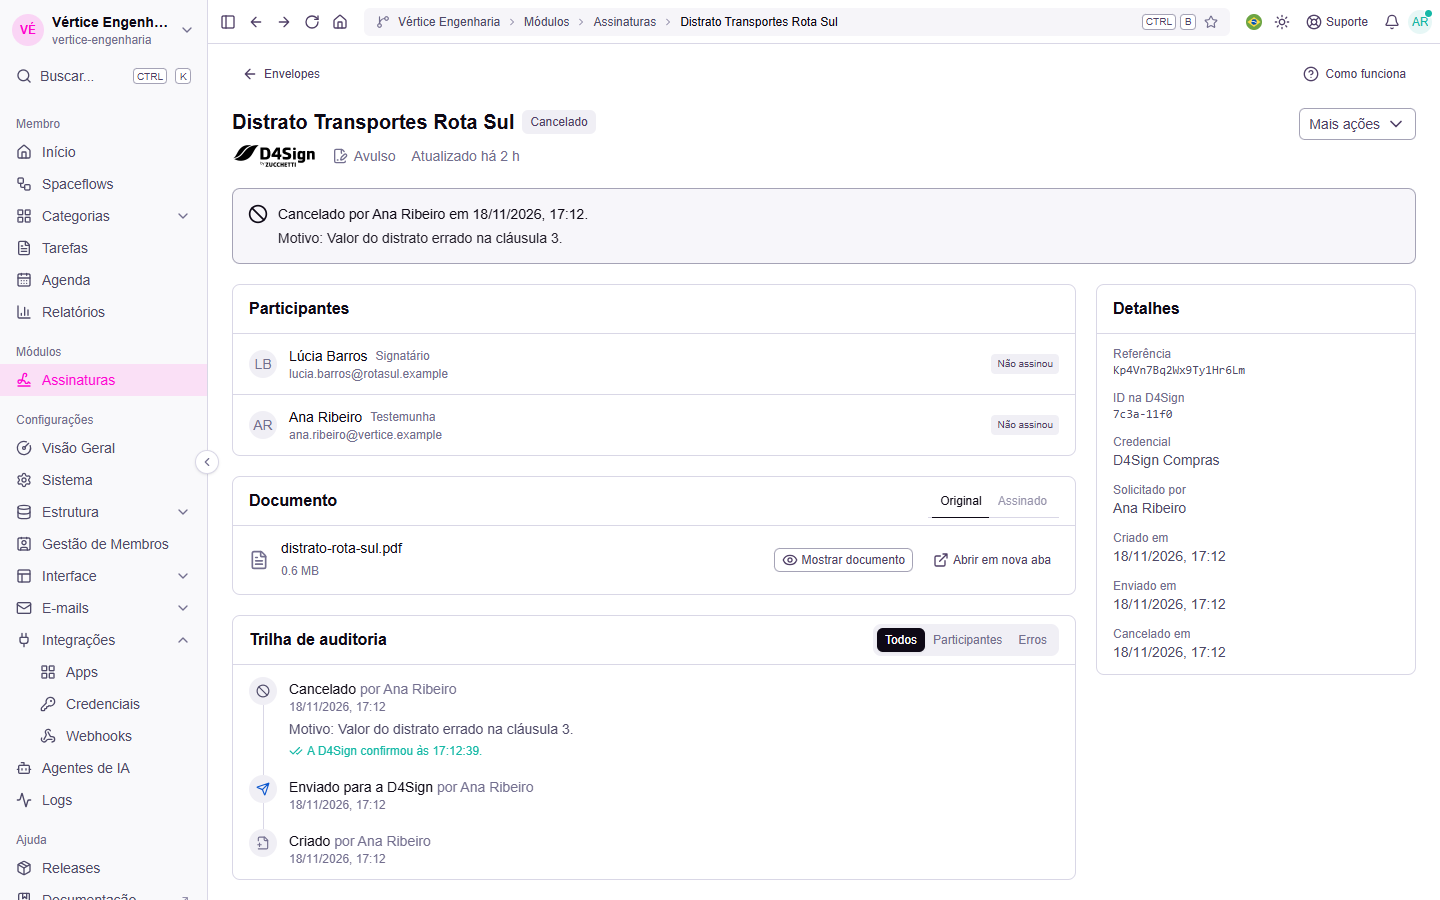 VÉ
Vértice Engenh...
vertice-engenharia
Buscar...
CTRL K
Membro
Início
Spaceflows
Categorias
Tarefas
Agenda
Relatórios
Módulos
Assinaturas
Configurações
Visão Geral
Sistema
Estrutura
Gestão de Membros
Interface
E-mails
Integrações
Apps
Credenciais
Webhooks
Agentes de IA
Logs
Ajuda
Releases
Documentação
Vértice Engenharia
Módulos
Assinaturas
Distrato Transportes Rota Sul
CTRL B
Suporte
AR
Envelopes
Como funciona
Distrato Transportes Rota Sul
Cancelado
Mais ações
D4Sign
by ZUCCHETTI
Avulso
Atualizado há 2 h
Cancelado por Ana Ribeiro em 18/11/2026, 17:12.
Motivo: Valor do distrato errado na cláusula 3.
Participantes
LB
Lúcia Barros Signatário
lucia.barros@rotasul.example
Não assinou
AR
Ana Ribeiro Testemunha
ana.ribeiro@vertice.example
Não assinou
Documento
Original
Assinado
distrato-rota-sul.pdf
0.6 MB
Mostrar documento
Abrir em nova aba
Trilha de auditoria
Todos
Participantes
Erros
Cancelado por Ana Ribeiro
18/11/2026, 17:12
Motivo: Valor do distrato errado na cláusula 3.
A D4Sign confirmou às 17:12:39.
Enviado para a D4Sign por Ana Ribeiro
18/11/2026, 17:12
Criado por Ana Ribeiro
18/11/2026, 17:12
Detalhes
Referência
Kp4Vn7Bq2Wx9Ty1Hr6Lm
ID na D4Sign
7c3a-11f0
Credencial
D4Sign Compras
Solicitado por
Ana Ribeiro
Criado em
18/11/2026, 17:12
Enviado em
18/11/2026, 17:12
Cancelado em
18/11/2026, 17:12